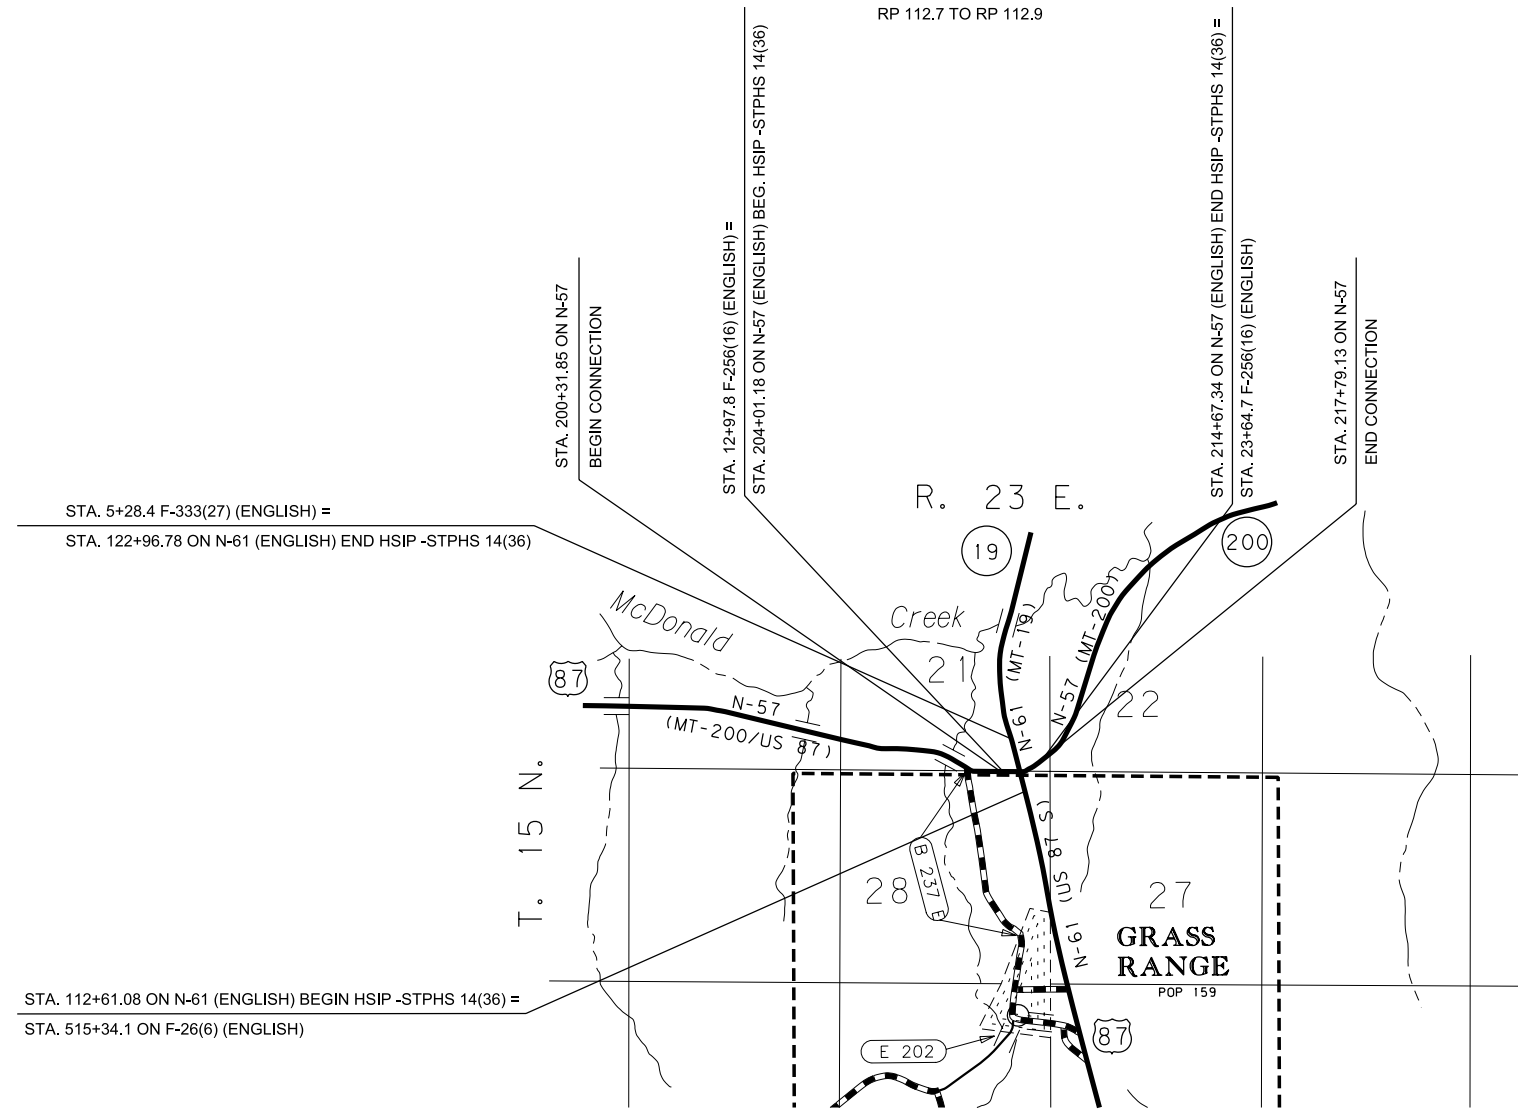 RP 112.7 TO RP 112.9
STA. 200+31.85 ON N-57
BEGIN CONNECTION
STA. 12+97.8 F-256(16) (ENGLISH) =
STA. 204+01.18 ON N-57 (ENGLISH) BEG. HSIP -STPHS 14(36)
STA. 214+67.34 ON N-57 (ENGLISH) END HSIP -STPHS 14(36) =
STA. 23+64.7 F-256(16) (ENGLISH)
STA. 217+79.13 ON N-57
END CONNECTION
STA. 5+28.4 F-333(27) (ENGLISH) =
STA. 122+96.78 ON N-61 (ENGLISH) END HSIP -STPHS 14(36)
R. 23 E.
19
200
McDonald Creek
21
22
N-61 (MT-19)
N-57 (MT-200)
87
N-57
(MT-200/US 87)
T. 15 N.
B 237 E
28
27
N-61 (US 87 S)
GRASS
RANGE
POP 159
STA. 112+61.08 ON N-61 (ENGLISH) BEGIN HSIP -STPHS 14(36) =
STA. 515+34.1 ON F-26(6) (ENGLISH)
E 202
87